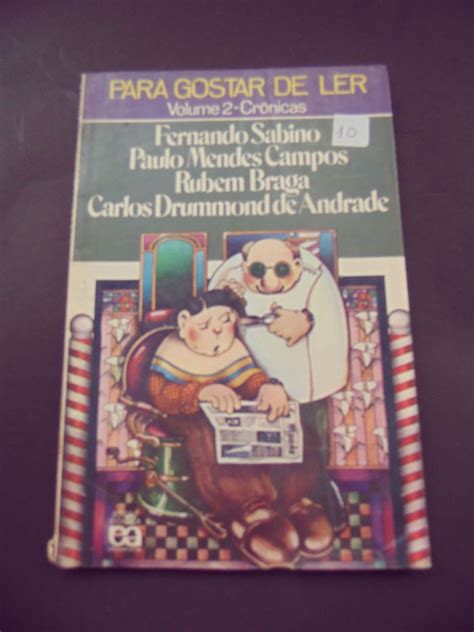 PARA GOSTAR DE LER
Volume 2-Crônicas
10
Fernando Sabino
Paulo Mendes Campos
Rubem Braga
Carlos Drummond de Andrade
ea